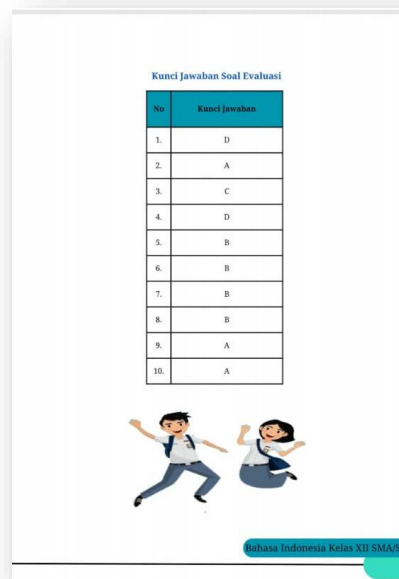 Kunci Jawaban Soal Evaluasi
No Kunci Jawaban
1. D
2. A
3. C
4. D
5. B
6. B
7. B
8. B
9. A
10. A
Bahasa Indonesia Kelas XII SMA/S